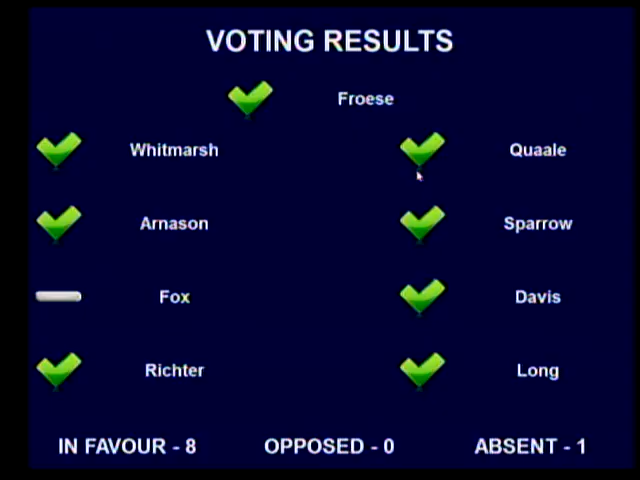 VOTING RESULTS
Froese
Whitmarsh Quaale
Arnason Sparrow
Fox Davis
Richter Long
IN FAVOUR - 8 OPPOSED - 0 ABSENT - 1